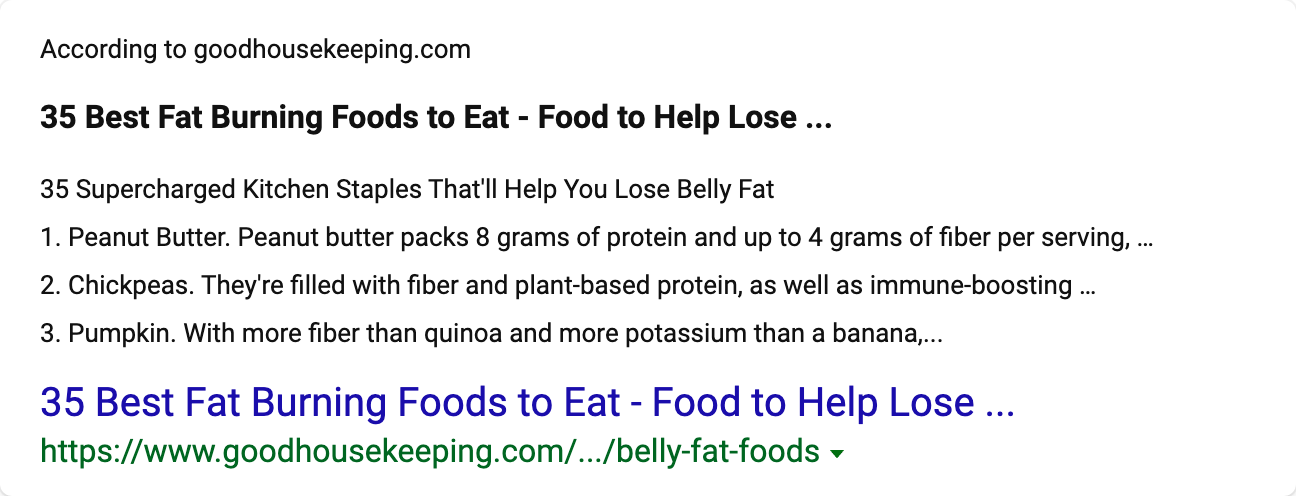 According to goodhousekeeping.com
35 Best Fat Burning Foods to Eat - Food to Help Lose ...
35 Supercharged Kitchen Staples That'll Help You Lose Belly Fat
1. Peanut Butter. Peanut butter packs 8 grams of protein and up to 4 grams of fiber per serving, ...
2. Chickpeas. They're filled with fiber and plant-based protein, as well as immune-boosting ...
3. Pumpkin. With more fiber than quinoa and more potassium than a banana,...
35 Best Fat Burning Foods to Eat - Food to Help Lose ...
https://www.goodhousekeeping.com/.../belly-fat-foods